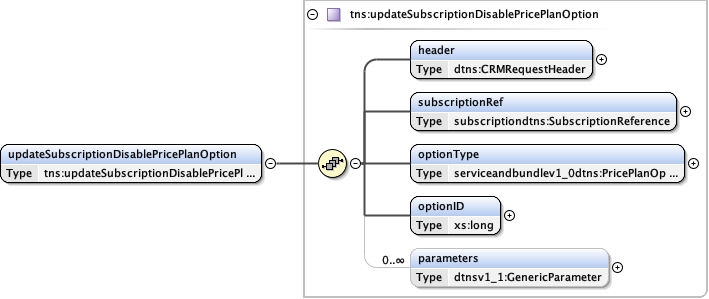 tns:updateSubscriptionDisablePricePlanOption
header
Type dtns:CRMRequestHeader
subscriptionRef
Type subscriptiondtns:SubscriptionReference
updateSubscriptionDisablePricePlanOption
Type tns:updateSubscriptionDisablePricePl ...
optionType
Type serviceandbundlev1_0dtns:PricePlanOp ...
optionID
Type xs:long
0..∞
parameters
Type dtnsv1_1:GenericParameter